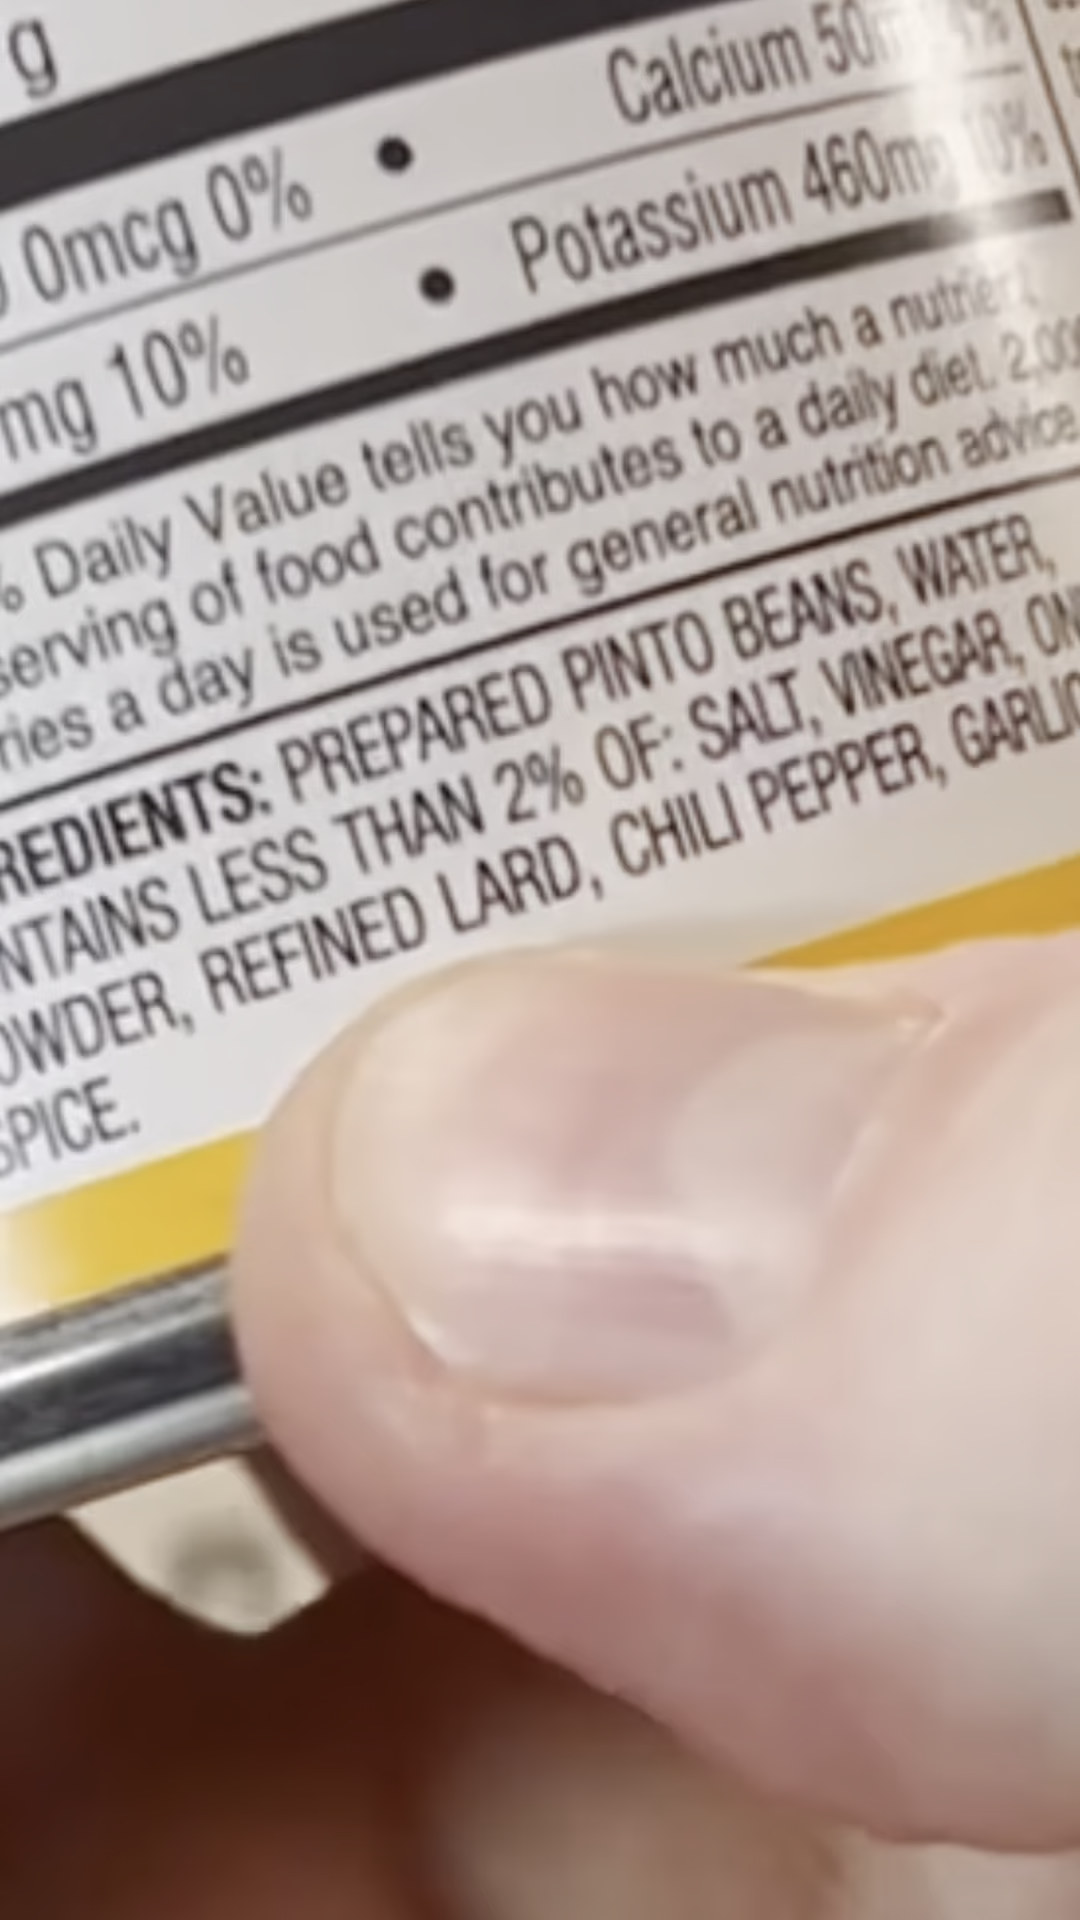 g
0mcg 0% • Calcium 50m 4%
mg 10% • Potassium 460mg 10%
% Daily Value tells you how much a nutrient
serving of food contributes to a daily diet. 2,00
ries a day is used for general nutrition advice.
REDIENTS: PREPARED PINTO BEANS, WATER,
NTAINS LESS THAN 2% OF: SALT, VINEGAR, ON
OWDER, REFINED LARD, CHILI PEPPER, GARLIC
SPICE.